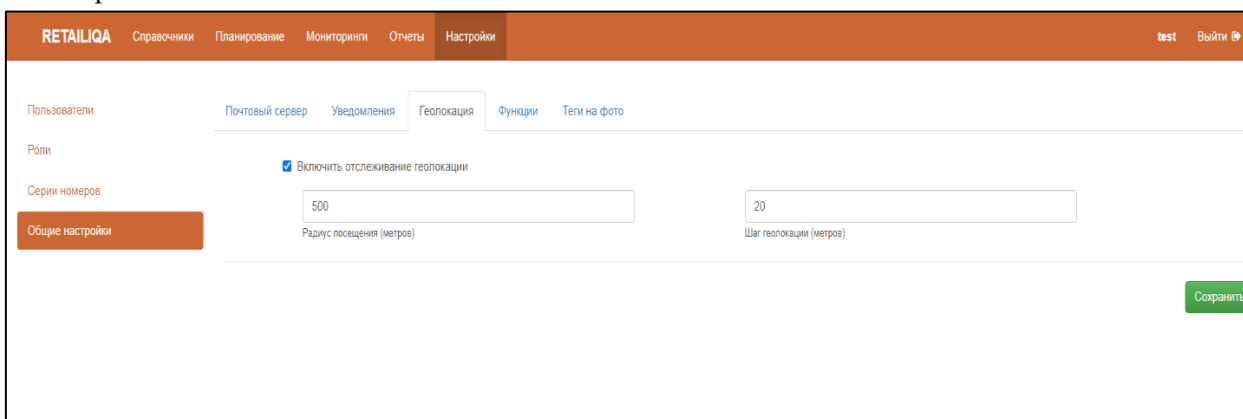 RETAILIQA Справочники Планирование Мониторинги Отчеты Настройки test Выйти
Пользователи
Роли
Серии номеров
Общие настройки
Почтовый сервер Уведомления Геолокация Функции Теги на фото
Включить отслеживание геолокации
500 20
Радиус посещения (метров) Шаг геолокации (метров)
Сохранить